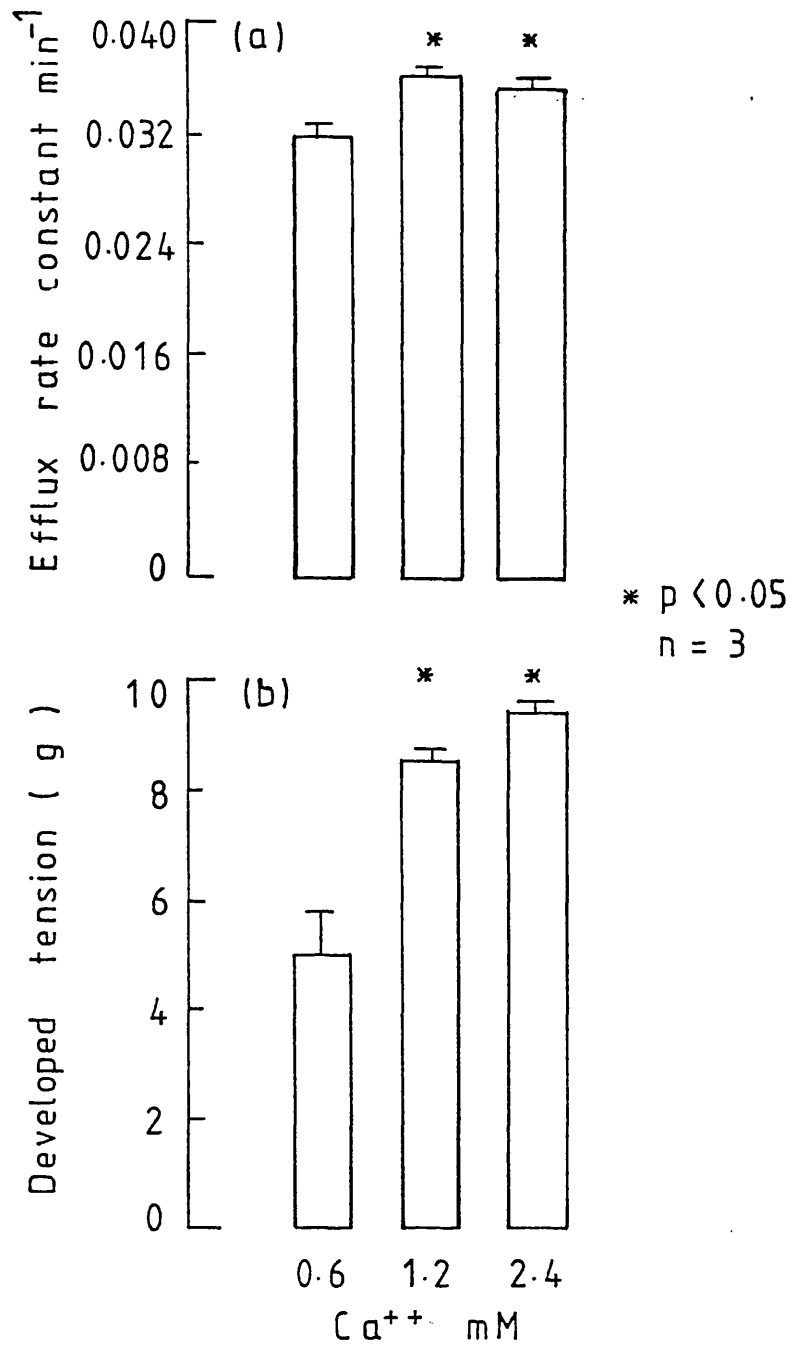 Efflux rate constant min⁻¹
0.040
0.032
0.024
0.016
0.008
0
(a)
*
*
* p <0.05
n = 3
Developed tension ( g )
10
8
6
4
2
0
(b)
*
*
0.6 1.2 2.4
Ca⁺⁺ mM